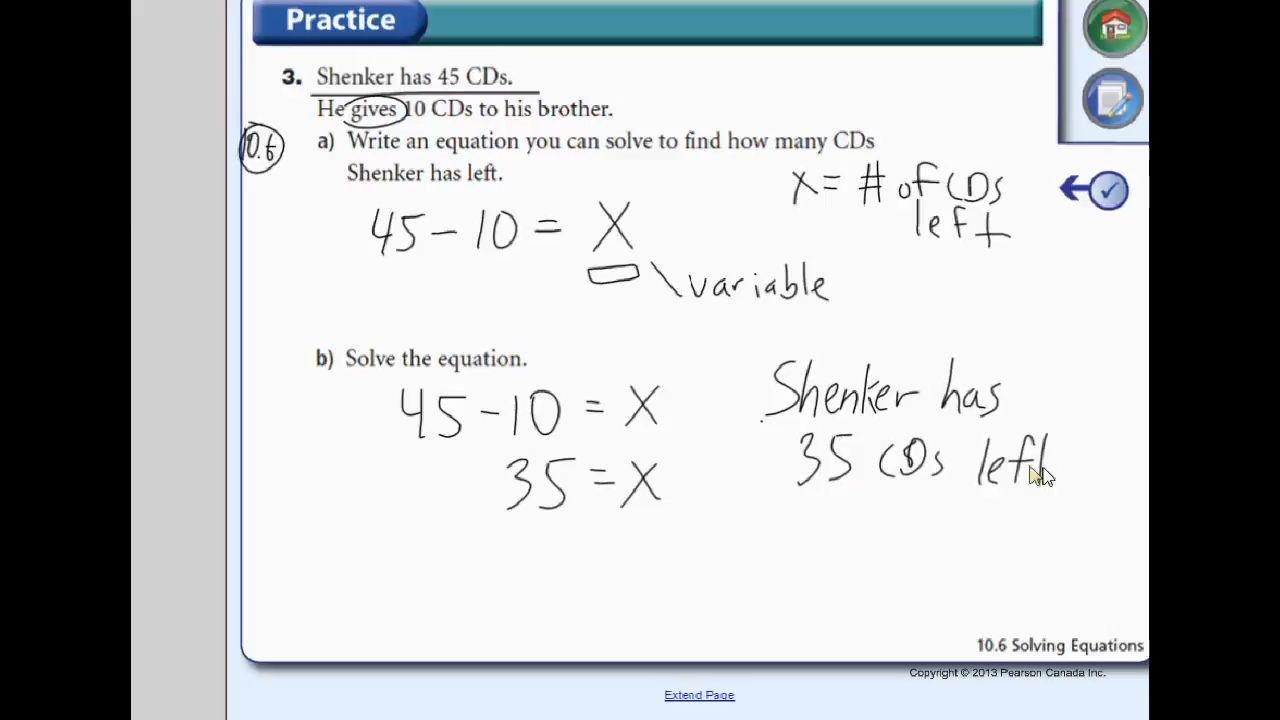 Practice
3. Shenker has 45 CDs.
He gives 10 CDs to his brother.
10.6
a) Write an equation you can solve to find how many CDs
Shenker has left.
x = # of CDs
left
45 - 10 = X
variable
b) Solve the equation.
45 - 10 = X
35 = X
Shenker has
35 CDs left
10.6 Solving Equations
Copyright © 2013 Pearson Canada Inc.
Extend Page